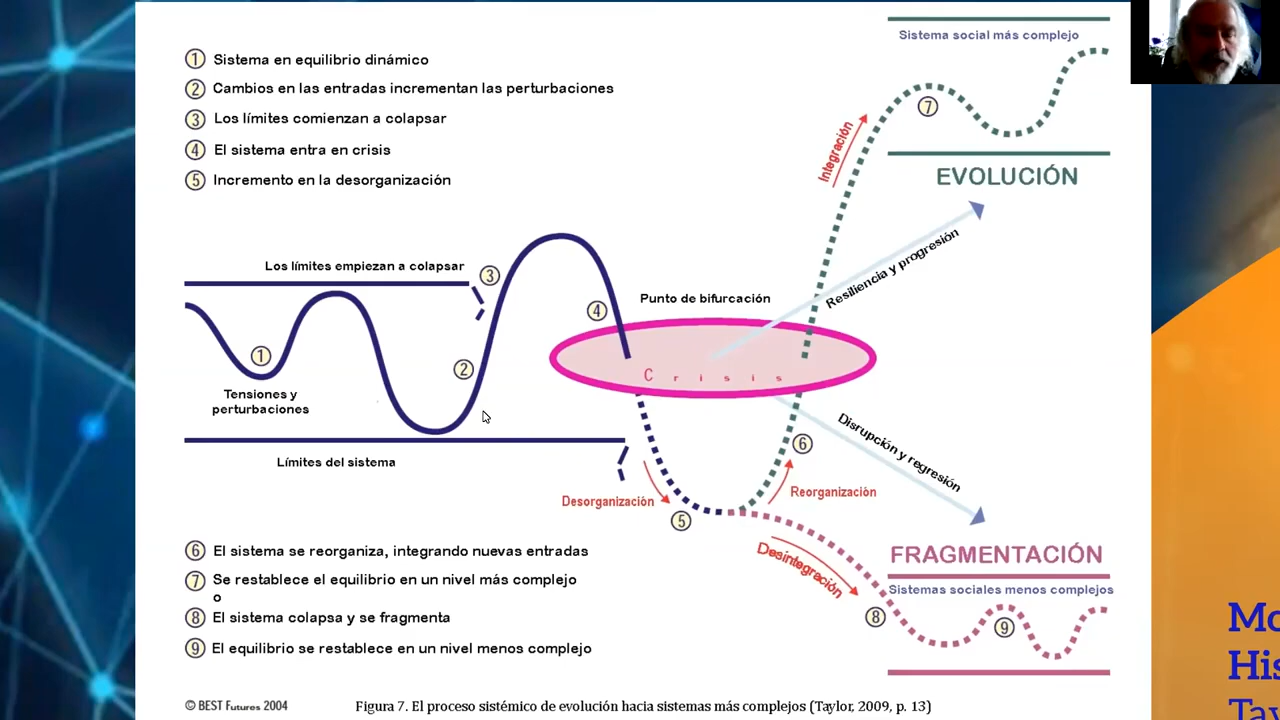 ① Sistema en equilibrio dinámico
② Cambios en las entradas incrementan las perturbaciones
③ Los límites comienzan a colapsar
④ El sistema entra en crisis
⑤ Incremento en la desorganización
Sistema social más complejo
⑦
Integración
EVOLUCIÓN
Resiliencia y progresión
Los límites empiezan a colapsar
③
④
Punto de bifurcación
①
②
Crisis
Tensiones y
perturbaciones
Límites del sistema
Disrupción y regresión
⑥
Desorganización
Reorganización
⑤
Desintegración
FRAGMENTACIÓN
Sistemas sociales menos complejos
⑧
⑨
⑥ El sistema se reorganiza, integrando nuevas entradas
⑦ Se restablece el equilibrio en un nivel más complejo
o
⑧ El sistema colapsa y se fragmenta
⑨ El equilibrio se restablece en un nivel menos complejo
© BEST Futures 2004
Figura 7. El proceso sistémico de evolución hacia sistemas más complejos (Taylor, 2009, p. 13)
Mo
His
Tay